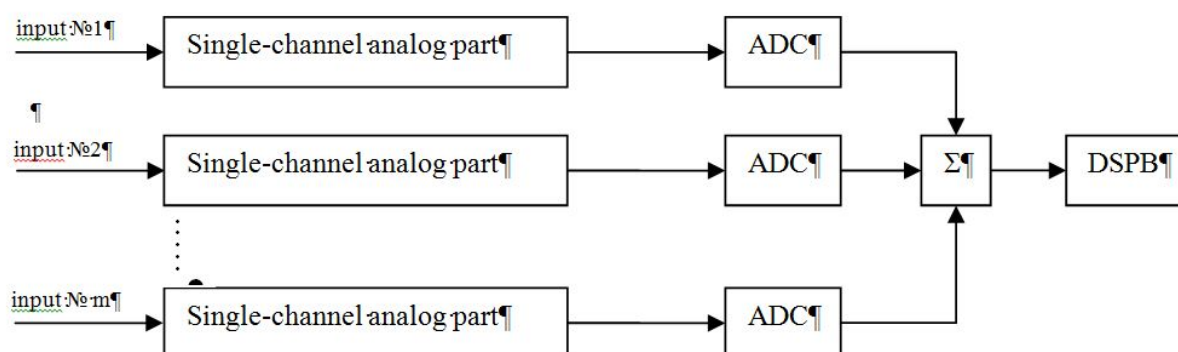 input·№1¶
Single-channel·analog·part¶
ADC¶
¶
input·№2¶
Single-channel·analog·part¶
ADC¶
Σ¶
DSPB¶
input·№·m¶
Single-channel·analog·part¶
ADC¶